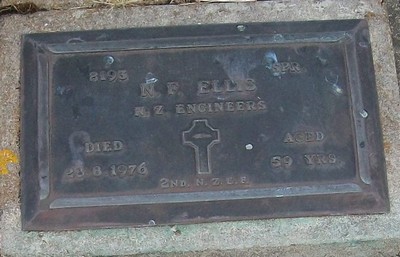 8193 SPR
N. F. ELLIS
N. Z. ENGINEERS
DIED AGED
23.8.1976 59 YRS
2ND. N.Z.E.F.